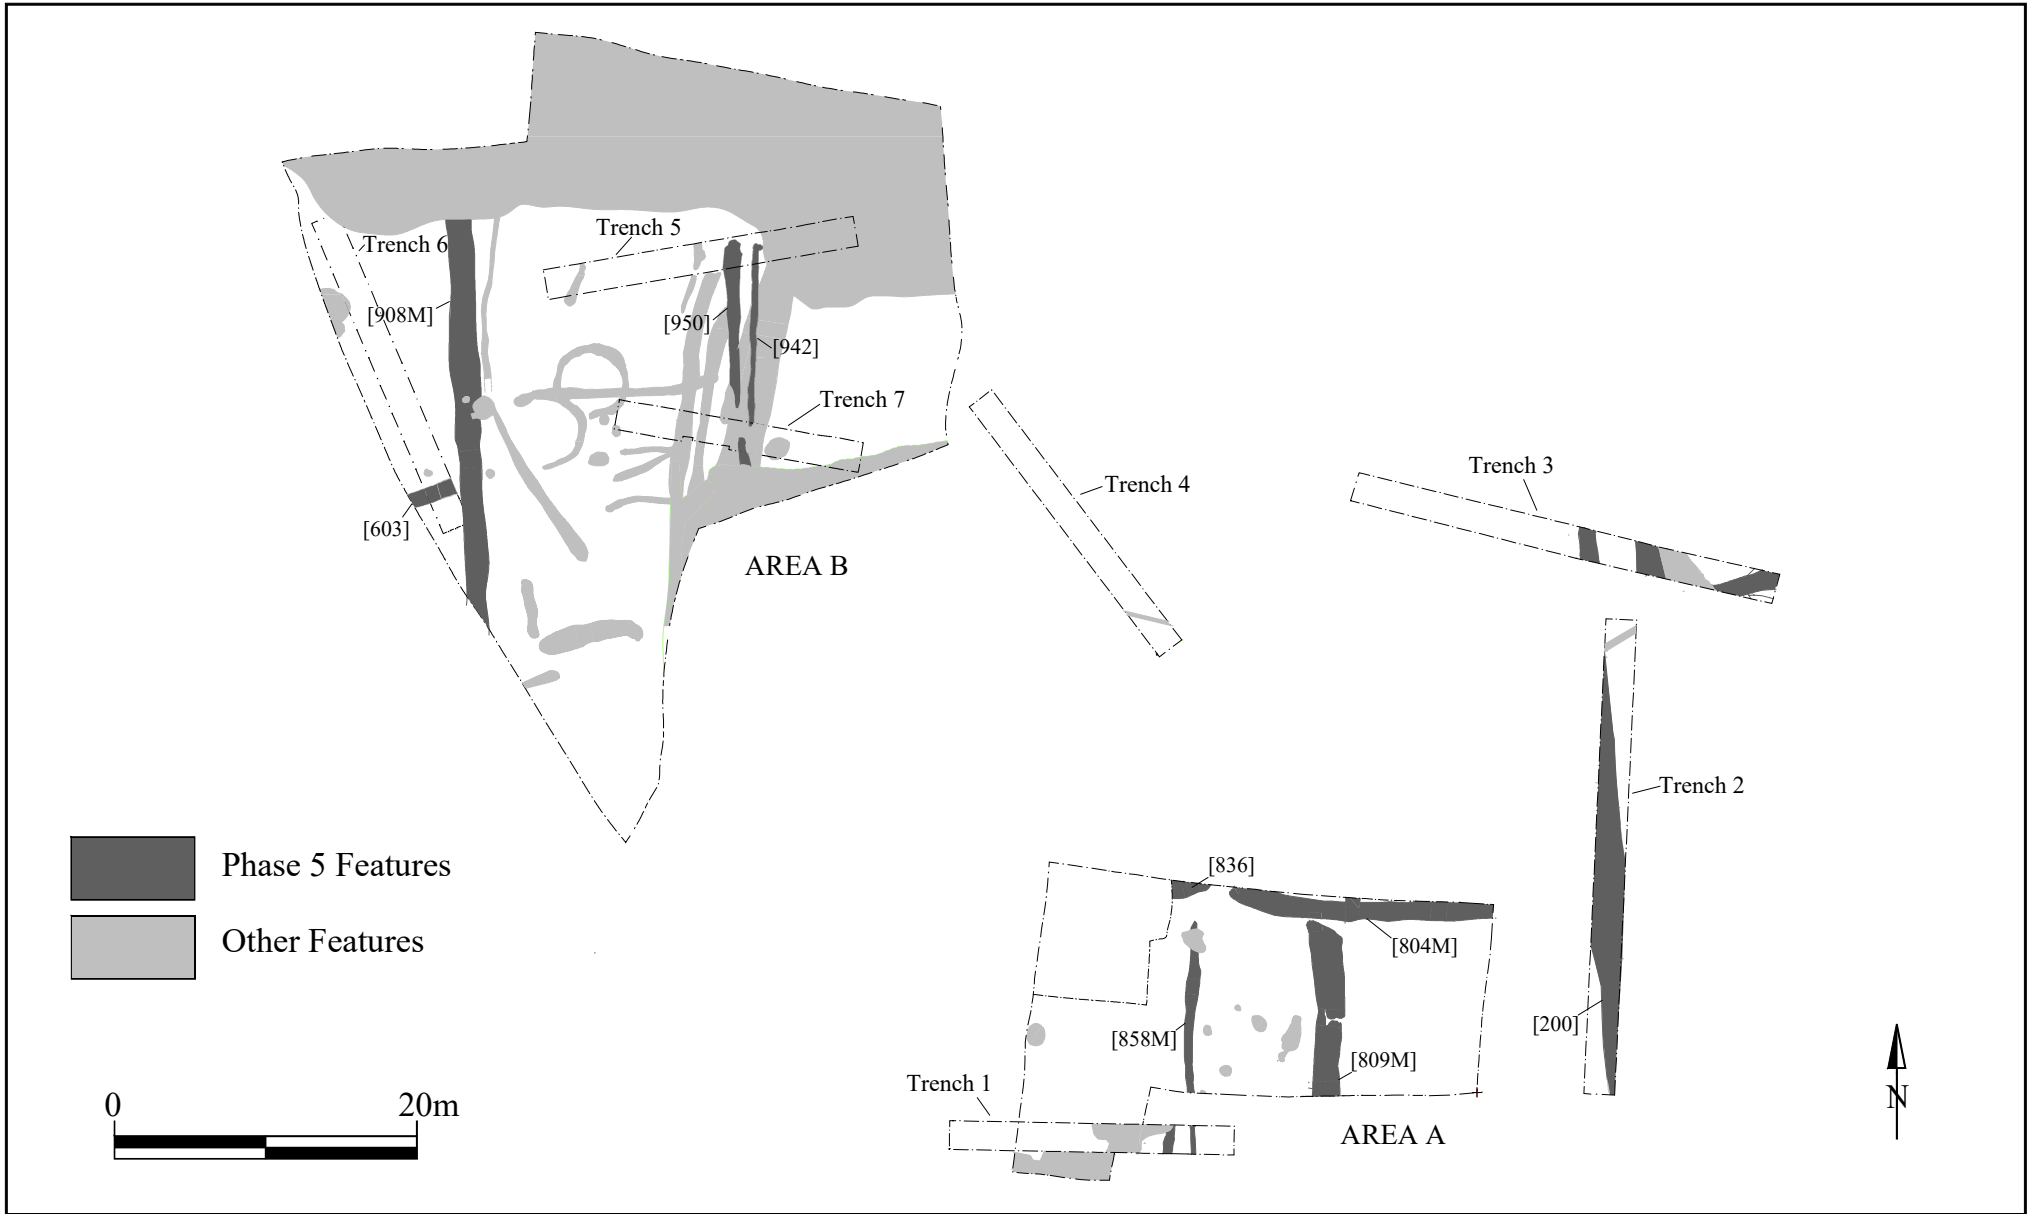 Trench 5
Trench 6
[908M]
[950]
[942]
Trench 7
Trench 3
Trench 4
[603]
AREA B
Trench 2
Phase 5 Features
[836]
Other Features
[804M]
[200]
[858M]
[809M]
Trench 1
0 20m
N
AREA A